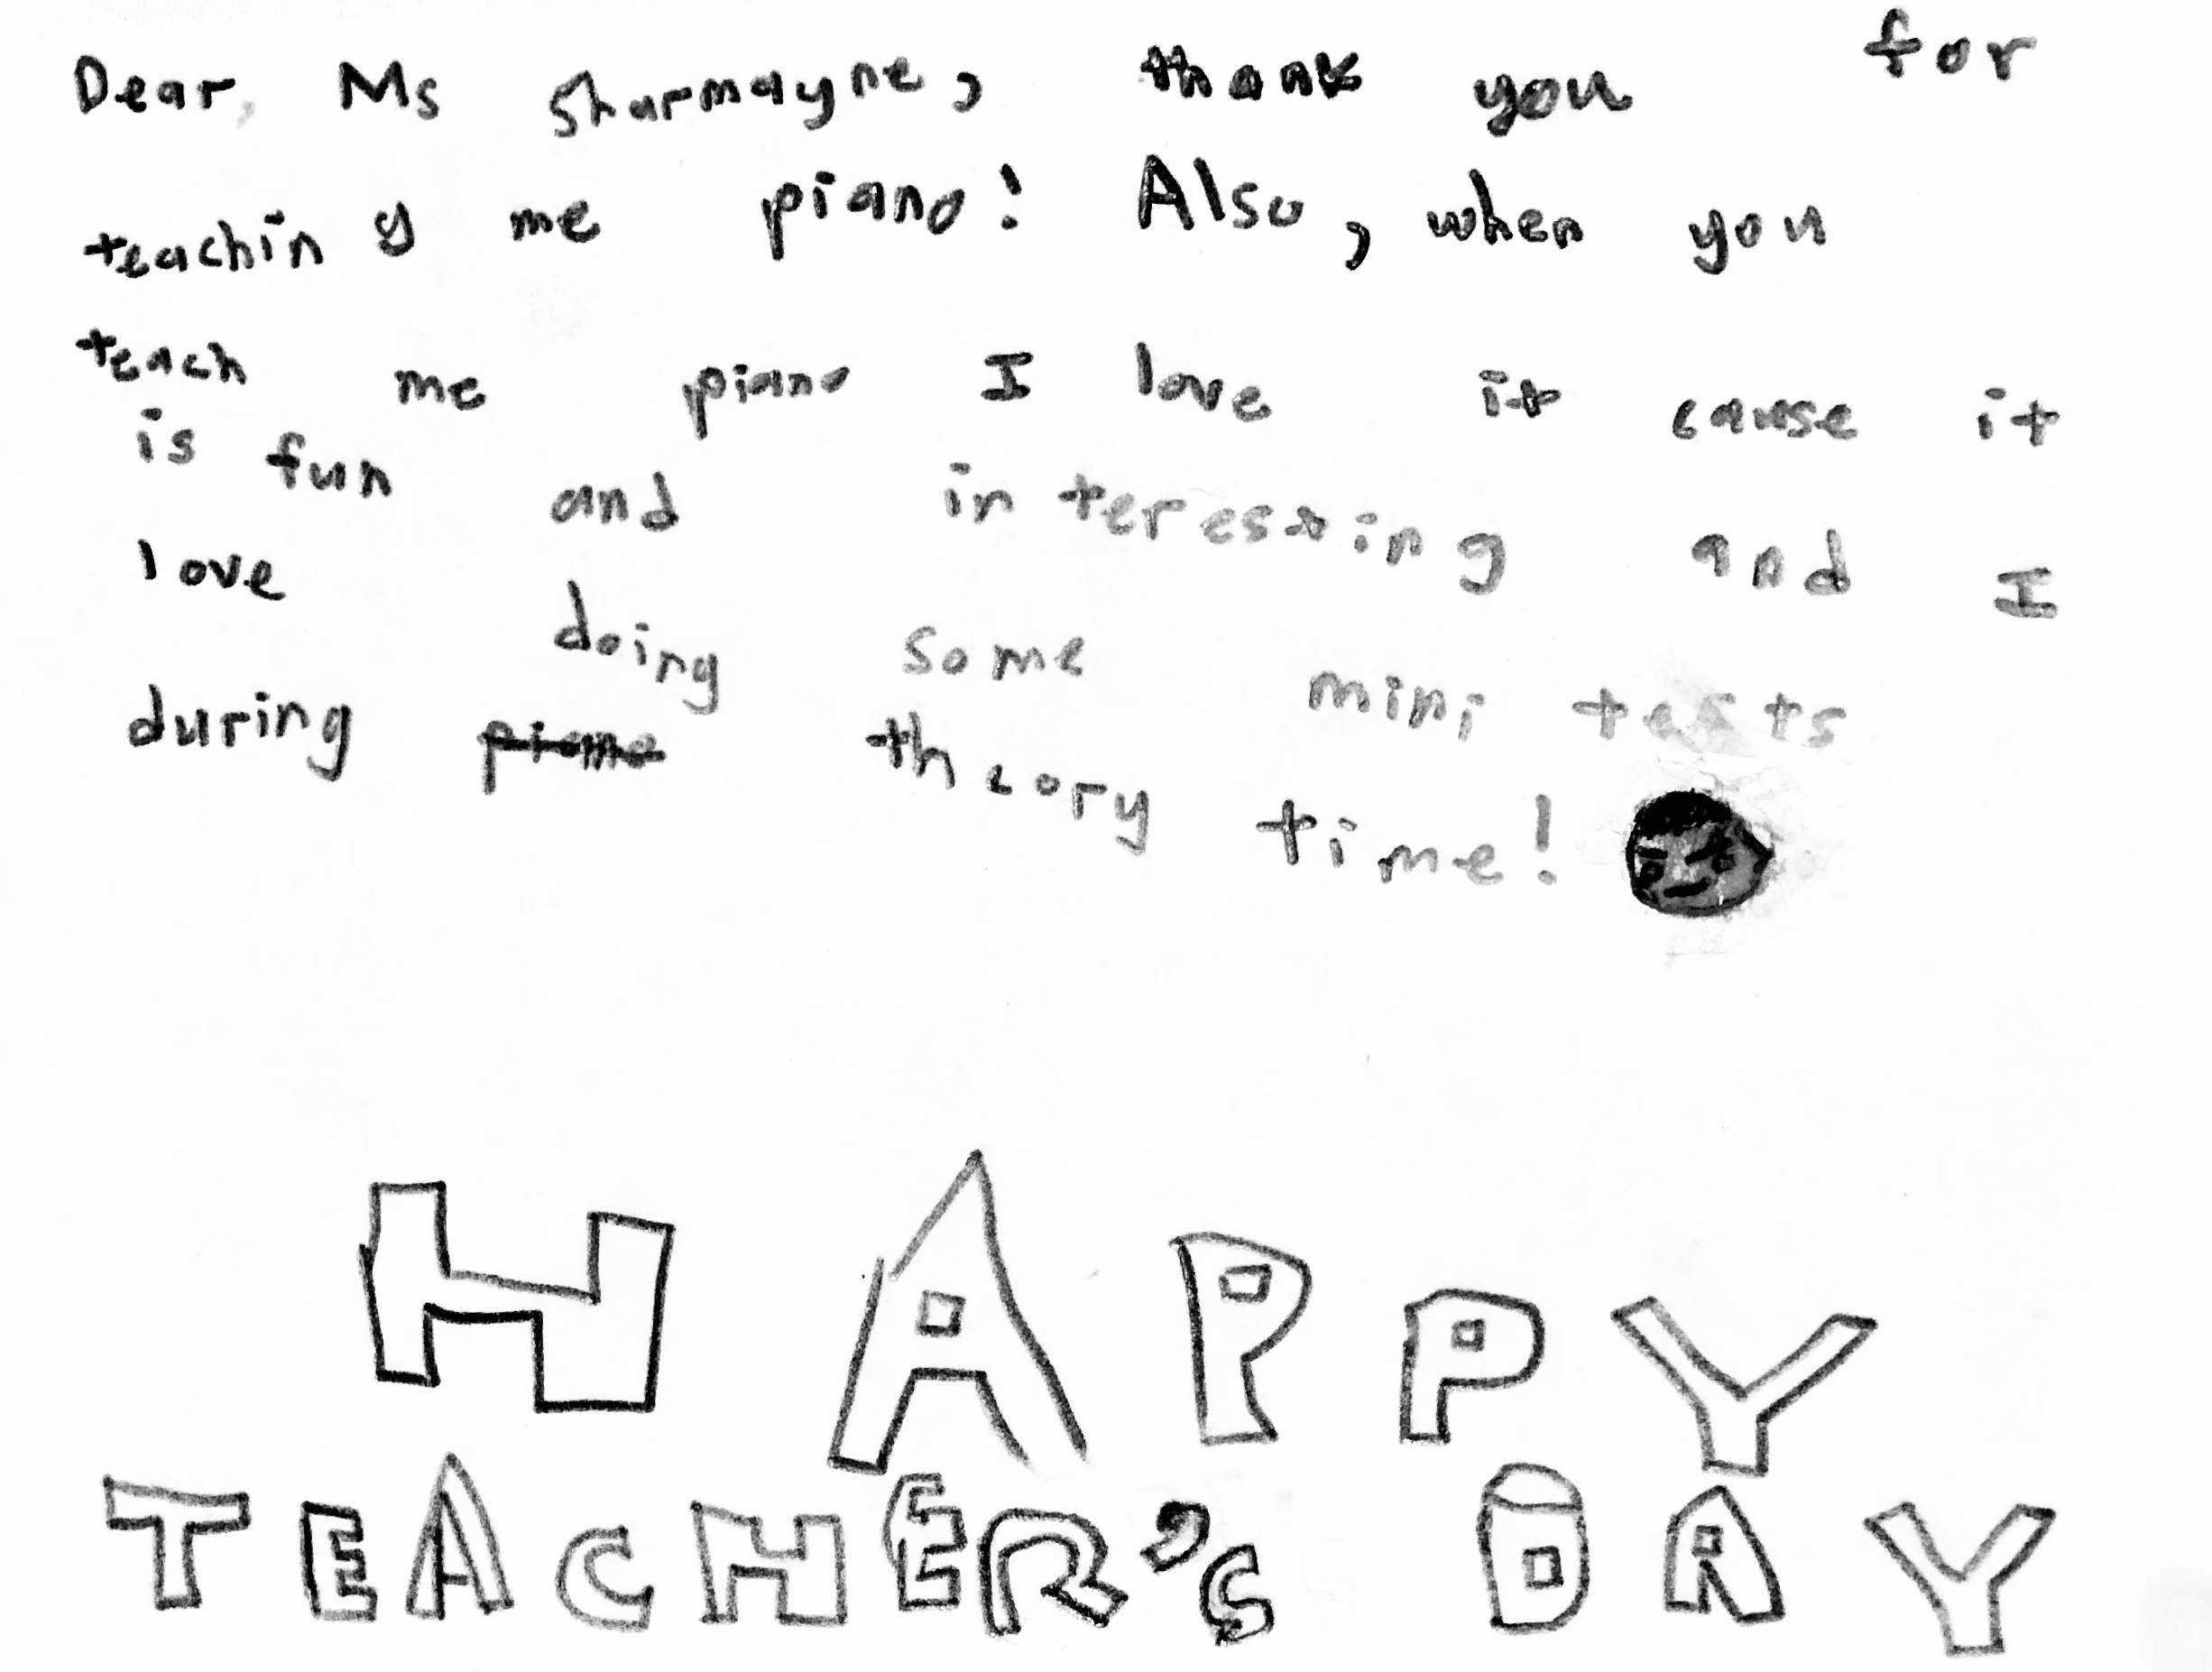 Dear, Ms Sharmayne, thank you for
teaching me piano! Also, when you
teach me piano I love it cause it
is fun and interesting and I
love doing some mini tests
during theory time!
HAPPY
TEACHER'S DAY